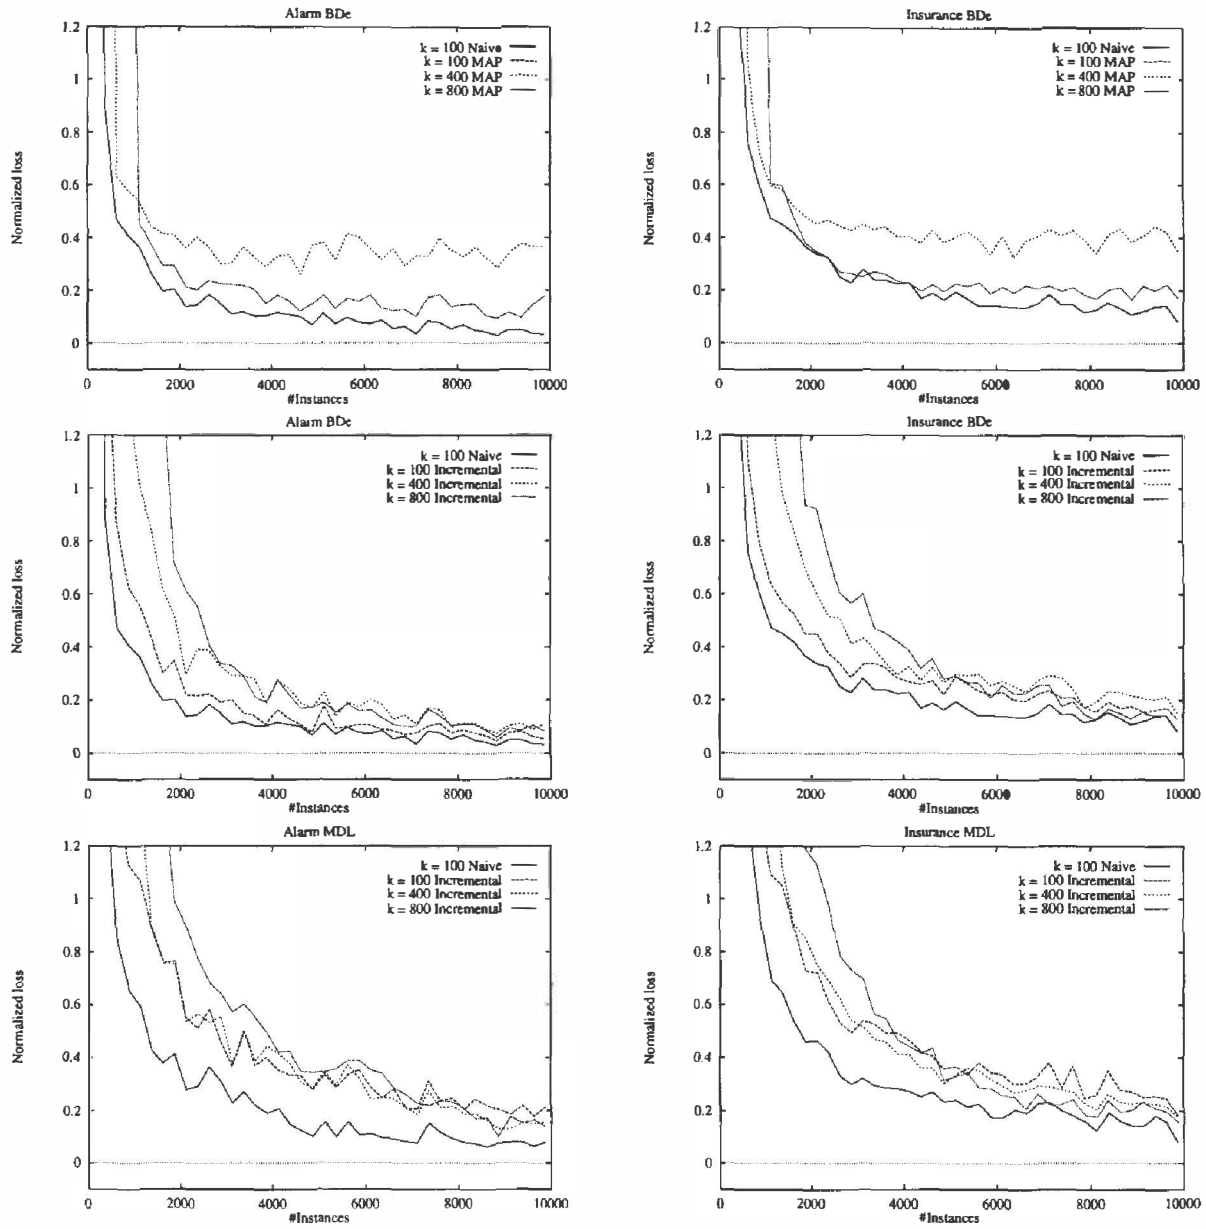 Alarm BDe
1.2
1
0.8
0.6
0.4
0.2
0
Normalized loss
k = 100 Naive
k = 100 MAP
k = 400 MAP
k = 800 MAP
0 2000 4000 6000 8000 10000
#Instances
Insurance BDe
1.2
1
0.8
0.6
0.4
0.2
0
Normalized loss
k = 100 Naive
k = 100 MAP
k = 400 MAP
k = 800 MAP
0 2000 4000 6000 8000 10000
#Instances
Alarm BDe
1.2
1
0.8
0.6
0.4
0.2
0
Normalized loss
k = 100 Naive
k = 100 Incremental
k = 400 Incremental
k = 800 Incremental
0 2000 4000 6000 8000 10000
#Instances
Insurance BDe
1.2
1
0.8
0.6
0.4
0.2
0
Normalized loss
k = 100 Naive
k = 100 Incremental
k = 400 Incremental
k = 800 Incremental
0 2000 4000 6000 8000 10000
#Instances
Alarm MDL
1.2
1
0.8
0.6
0.4
0.2
0
Normalized loss
k = 100 Naive
k = 100 Incremental
k = 400 Incremental
k = 800 Incremental
0 2000 4000 6000 8000 10000
#Instances
Insurance MDL
1.2
1
0.8
0.6
0.4
0.2
0
Normalized loss
k = 100 Naive
k = 100 Incremental
k = 400 Incremental
k = 800 Incremental
0 2000 4000 6000 8000 10000
#Instances